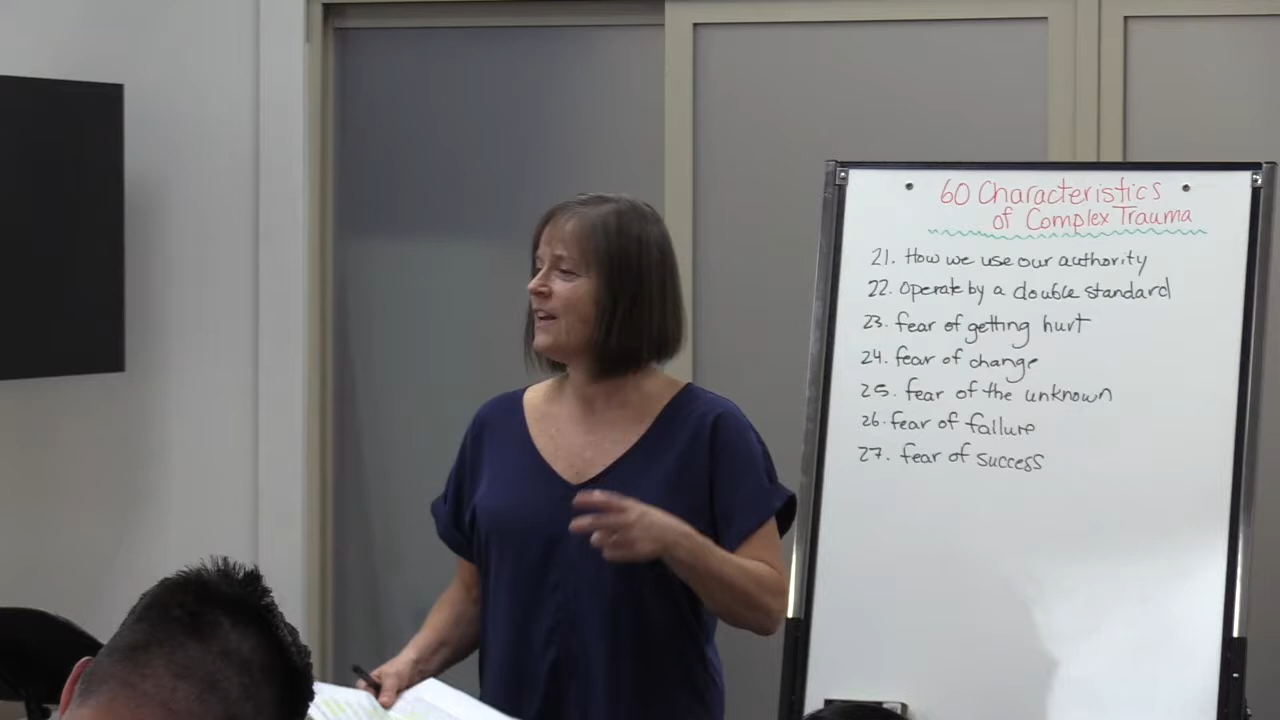 60 Characteristics
of Complex Trauma
21. How we use our authority
22. Operate by a double standard
23. fear of getting hurt
24. fear of change
25. fear of the unknown
26. fear of failure
27. fear of success